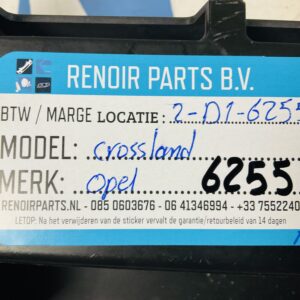 RENOIR PARTS B.V.
BTW / MARGE LOCATIE: 2-D1-6255
MODEL: crossland
MERK: Opel 6255
RENOIRPARTS.NL - 085 0603676 - 06 41346994 - +33 7552240
LETOP: Na het verwijderen van de sticker vervalt de garantie/retourbeleid van 14 dagen